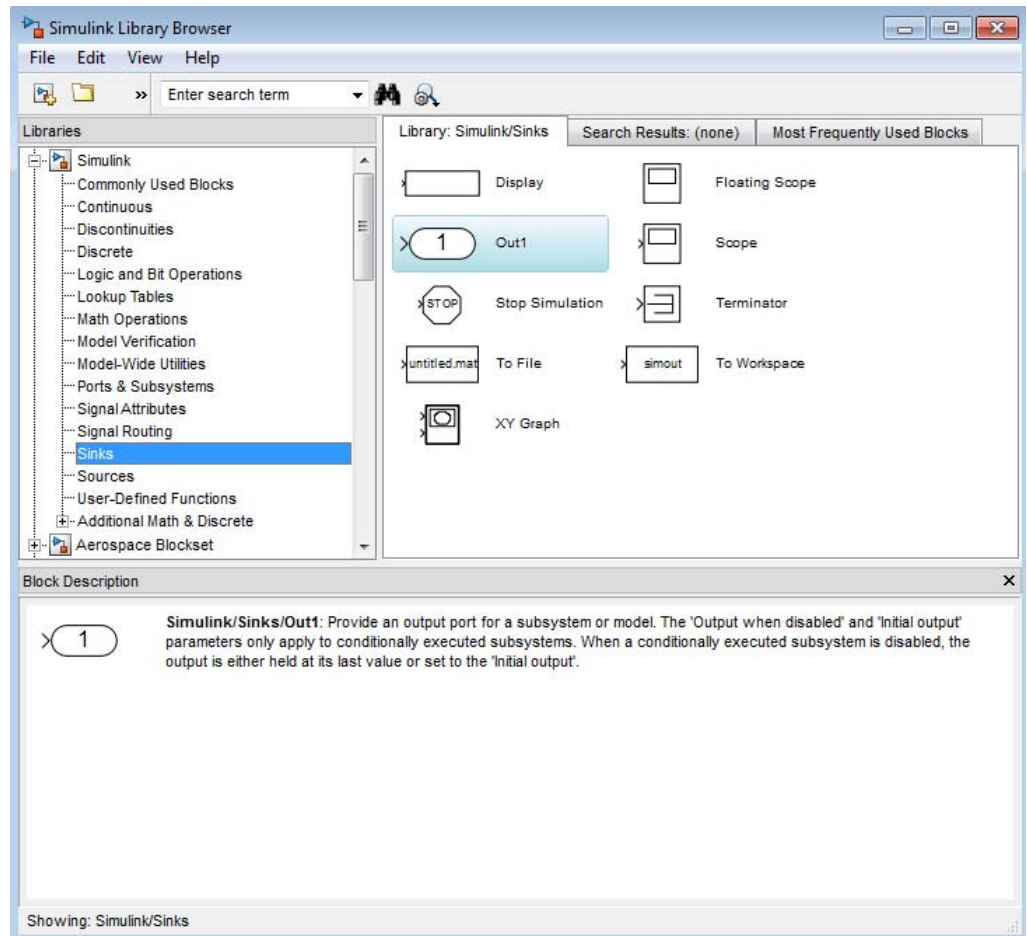 Simulink Library Browser
File Edit View Help
» Enter search term
Libraries
Simulink
Commonly Used Blocks
Continuous
Discontinuities
Discrete
Logic and Bit Operations
Lookup Tables
Math Operations
Model Verification
Model-Wide Utilities
Ports & Subsystems
Signal Attributes
Signal Routing
Sinks
Sources
User-Defined Functions
Additional Math & Discrete
Aerospace Blockset
Library: Simulink/Sinks Search Results: (none) Most Frequently Used Blocks
Display Floating Scope
1 Out1 Scope
STOP Stop Simulation Terminator
untitled.mat To File simout To Workspace
XY Graph
Block Description
1
Simulink/Sinks/Out1: Provide an output port for a subsystem or model. The 'Output when disabled' and 'Initial output'
parameters only apply to conditionally executed subsystems. When a conditionally executed subsystem is disabled, the
output is either held at its last value or set to the 'Initial output'.
Showing: Simulink/Sinks